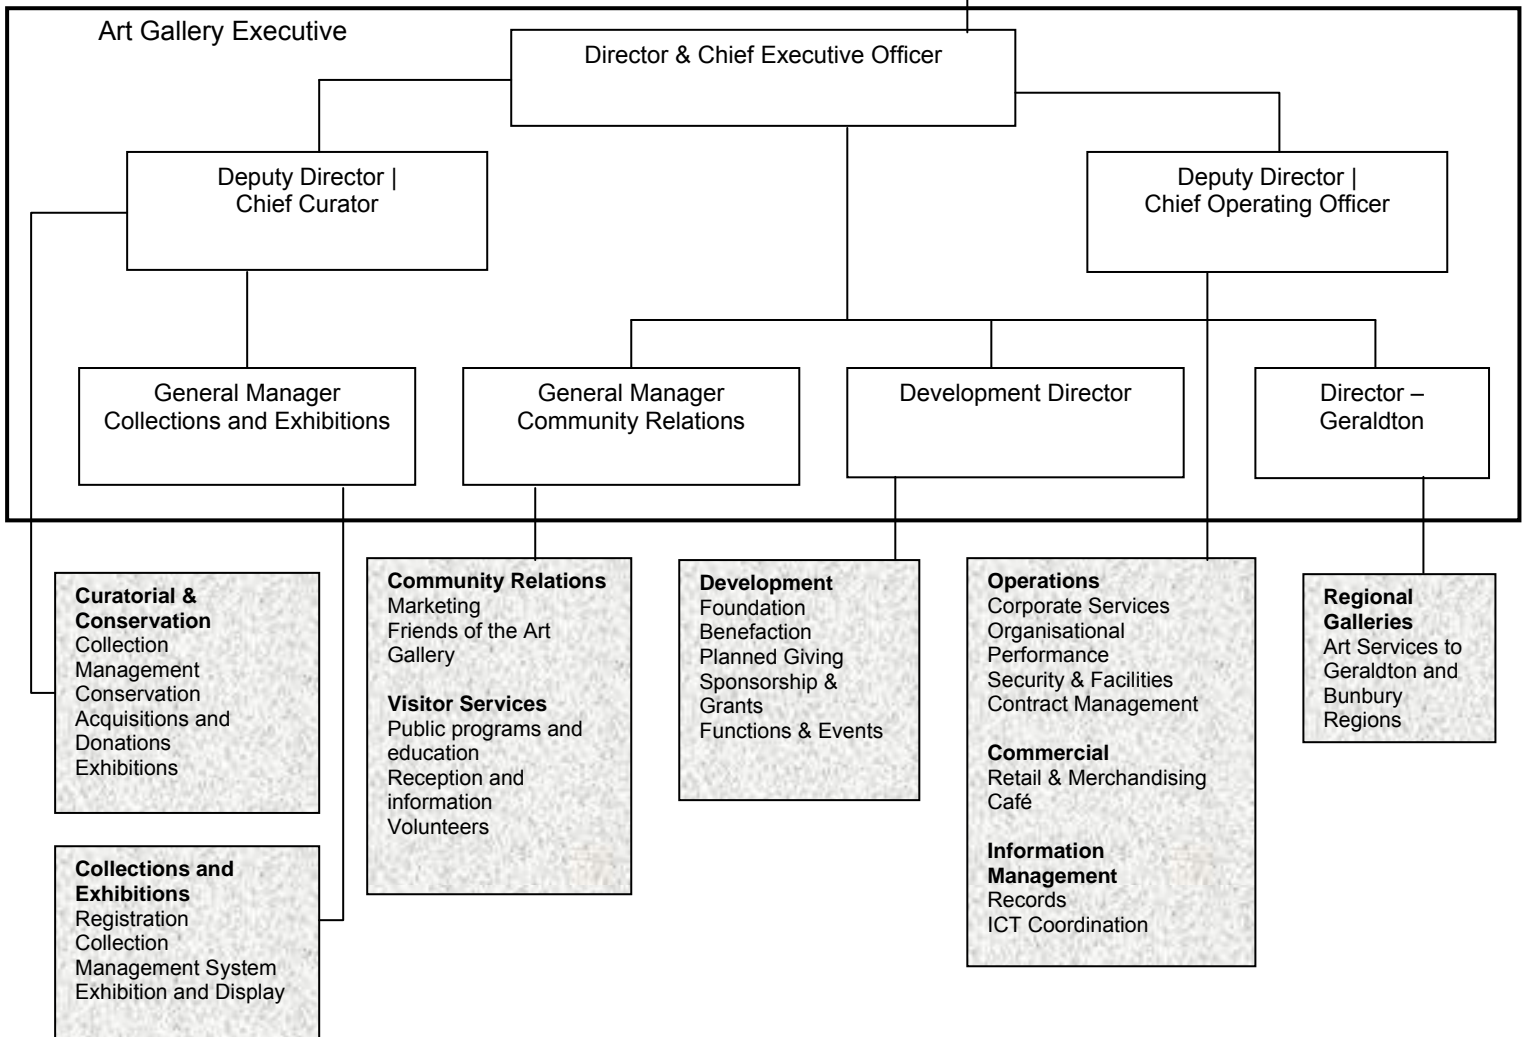 Art Gallery Executive
Director & Chief Executive Officer
Deputy Director |
Chief Curator
Deputy Director |
Chief Operating Officer
General Manager
Collections and Exhibitions
General Manager
Community Relations
Development Director
Director –
Geraldton
Curatorial &
Conservation
Collection
Management
Conservation
Acquisitions and
Donations
Exhibitions
Collections and
Exhibitions
Registration
Collection
Management System
Exhibition and Display
Community Relations
Marketing
Friends of the Art
Gallery
Visitor Services
Public programs and
education
Reception and
information
Volunteers
Development
Foundation
Benefaction
Planned Giving
Sponsorship &
Grants
Functions & Events
Operations
Corporate Services
Organisational
Performance
Security & Facilities
Contract Management
Commercial
Retail & Merchandising
Café
Information
Management
Records
ICT Coordination
Regional
Galleries
Art Services to
Geraldton and
Bunbury
Regions